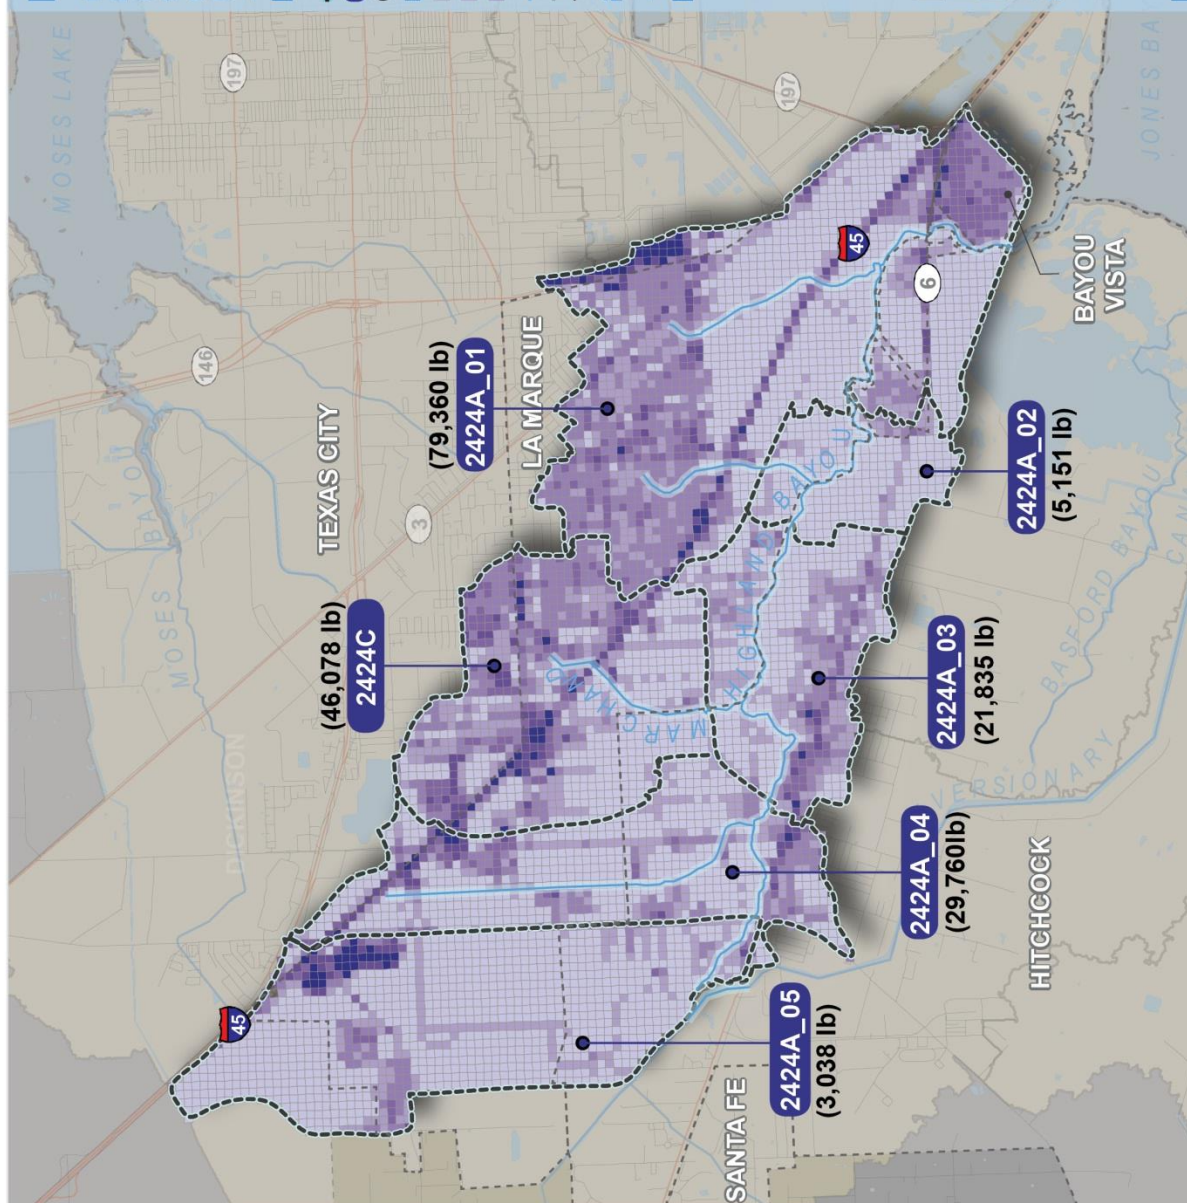 MOSES LAKE
MOSES BAYOU
146
45
DICKINSON
197
TEXAS CITY
(46,078 lb)
2424C
3
(79,360 lb)
2424A_01
LA MARQUE
MARCHAND
HIGHLAND BAYOU
SANTA FE
2424A_05
(3,038 lb)
197
45
2424A_04
(29,760lb)
2424A_03
(21,835 lb)
6
VERSIONARY
2424A_02
(5,151 lb)
HITCHCOCK
BASFORD BAYOU
BAYOU
VISTA
JONES BA